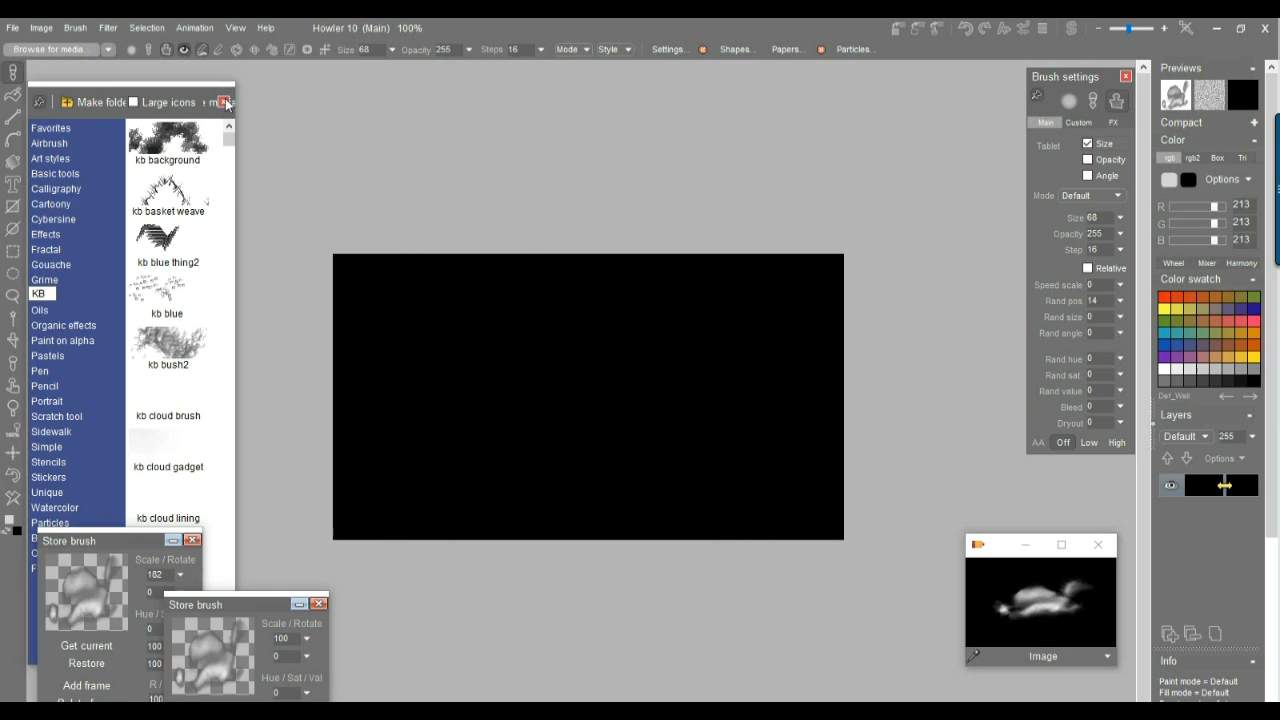 File Image Brush Filter Selection Animation View Help Howler 10 (Main) 100%
Browse for media... Size 68 Opacity 255 Steps 16 Mode Style Settings... Shapes... Papers... Particles...
Make folde Large icons
Favorites
Airbrush
Art styles
Basic tools
Calligraphy
Cartoony
Cybersine
Effects
Fractal
Gouache
Grime
KB
Oils
Organic effects
Paint on alpha
Pastels
Pen
Pencil
Portrait
Scratch tool
Sidewalk
Simple
Stencils
Stickers
Unique
Watercolor
Particles
kb background
kb basket weave
kb blue thing2
kb blue
kb bush2
kb cloud brush
kb cloud gadget
kb cloud lining
Store brush
Scale / Rotate
182
0
Hue / S
0
Get current 100
Restore 100
Add frame R /
100
Store brush
Scale / Rotate
100
0
Hue / Sat / Val
0
Brush settings
Main Custom FX
Tablet Size
Opacity
Angle
Mode Default
Size 68
Opacity 255
Step 16
Relative
Speed scale 0
Rand pos 14
Rand size 0
Rand angle 0
Rand hue 0
Rand sat. 0
Rand value 0
Bleed 0
Dryout 0
AA Off Low High
Image
Previews -
Compact +
Color -
rgb rgb2 Box Tri
Options
R 213
G 213
B 213
Wheel Mixer Harmony
Color swatch -
Def_Well
Layers -
Default 255
Options
Info -
Paint mode = Default
Fill mode = Default